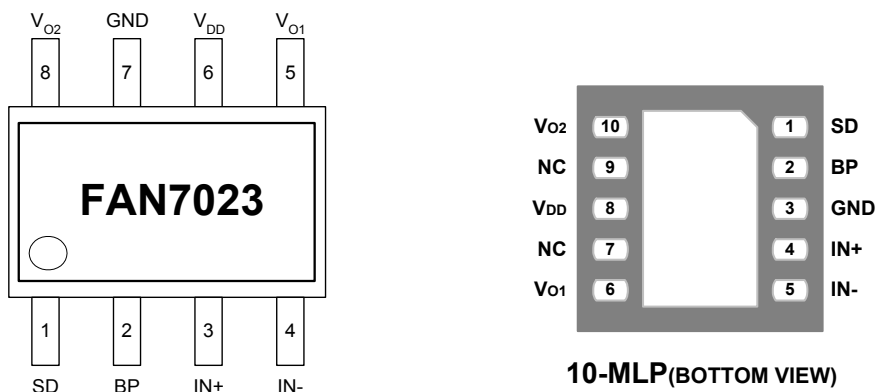 VO2 GND VDD VO1
8 7 6 5
FAN7023
1 2 3 4
SD BP IN+ IN-
VO2 10 1 SD
NC 9 2 BP
VDD 8 3 GND
NC 7 4 IN+
VO1 6 5 IN-
10-MLP(BOTTOM VIEW)